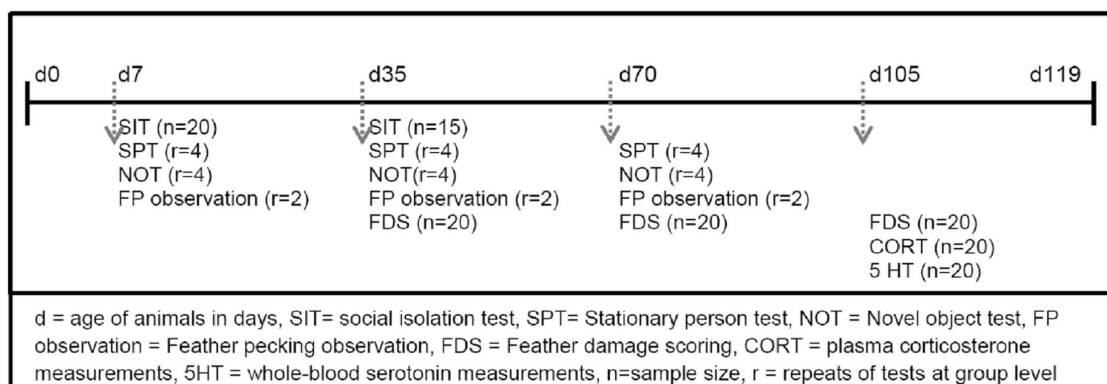 d0 d7 d35 d70 d105 d119
SIT (n=20)
SPT (r=4)
NOT (r=4)
FP observation (r=2)
SIT (n=15)
SPT (r=4)
NOT(r=4)
FP observation (r=2)
FDS (n=20)
SPT (r=4)
NOT (r=4)
FP observation (r=2)
FDS (n=20)
FDS (n=20)
CORT (n=20)
5 HT (n=20)
d = age of animals in days, SIT= social isolation test, SPT= Stationary person test, NOT = Novel object test, FP
observation = Feather pecking observation, FDS = Feather damage scoring, CORT = plasma corticosterone
measurements, 5HT = whole-blood serotonin measurements, n=sample size, r = repeats of tests at group level